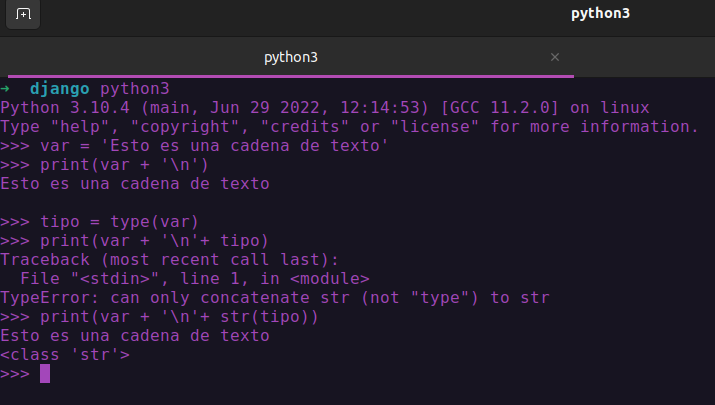 python3
python3 ×
➜ django python3
Python 3.10.4 (main, Jun 29 2022, 12:14:53) [GCC 11.2.0] on linux
Type "help", "copyright", "credits" or "license" for more information.
>>> var = 'Esto es una cadena de texto'
>>> print(var + '\n')
Esto es una cadena de texto

>>> tipo = type(var)
>>> print(var + '\n'+ tipo)
Traceback (most recent call last):
  File "<stdin>", line 1, in <module>
TypeError: can only concatenate str (not "type") to str
>>> print(var + '\n'+ str(tipo))
Esto es una cadena de texto
<class 'str'>
>>>